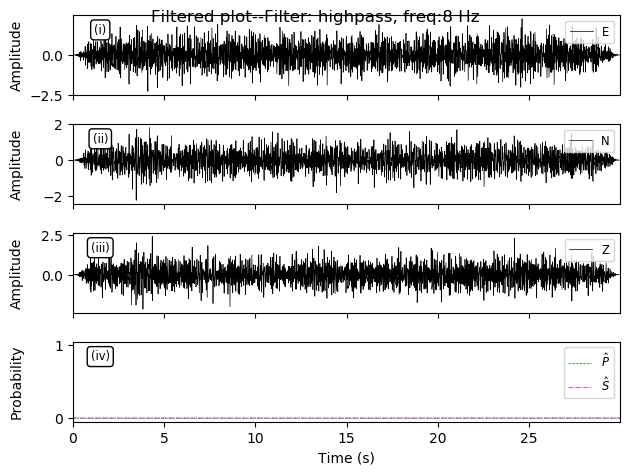 Filtered plot--Filter: highpass, freq:8 Hz
(i)
E
Amplitude
0.0
−2.5
(ii)
N
Amplitude
2
0
−2
(iii)
Z
Amplitude
2.5
0.0
(iv)
P̂
Ŝ
Probability
1
0
0 5 10 15 20 25
Time (s)